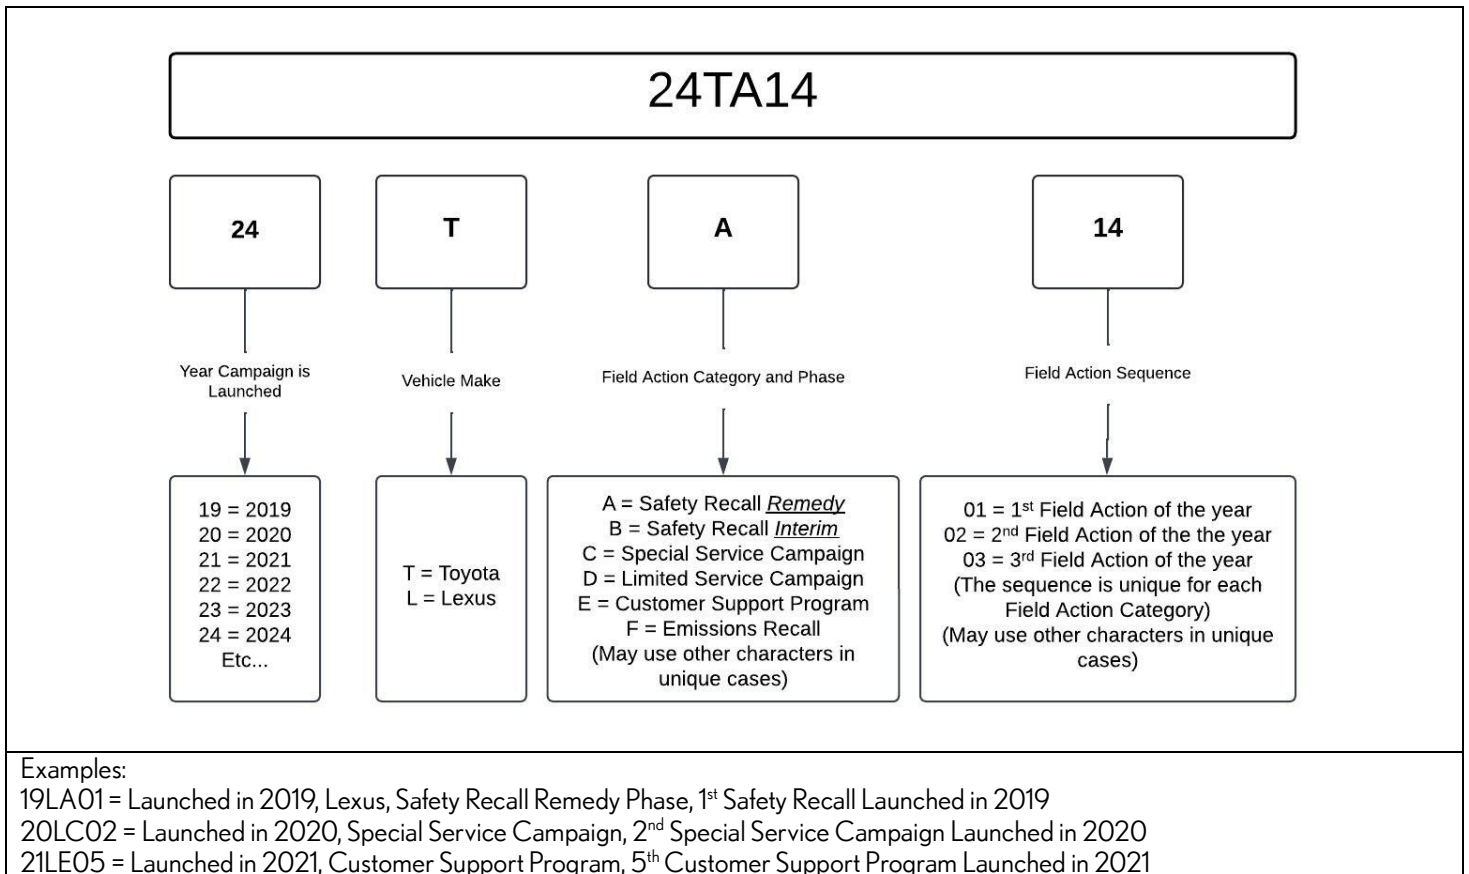 24TA14
24
T
A
14
Year Campaign is
Launched
Vehicle Make
Field Action Category and Phase
Field Action Sequence
19 = 2019
20 = 2020
21 = 2021
22 = 2022
23 = 2023
24 = 2024
Etc...
T = Toyota
L = Lexus
A = Safety Recall Remedy
B = Safety Recall Interim
C = Special Service Campaign
D = Limited Service Campaign
E = Customer Support Program
F = Emissions Recall
(May use other characters in
unique cases)
01 = 1st Field Action of the year
02 = 2nd Field Action of the the year
03 = 3rd Field Action of the year
(The sequence is unique for each
Field Action Category)
(May use other characters in unique
cases)
Examples:
19LA01 = Launched in 2019, Lexus, Safety Recall Remedy Phase, 1st Safety Recall Launched in 2019
20LC02 = Launched in 2020, Special Service Campaign, 2nd Special Service Campaign Launched in 2020
21LE05 = Launched in 2021, Customer Support Program, 5th Customer Support Program Launched in 2021